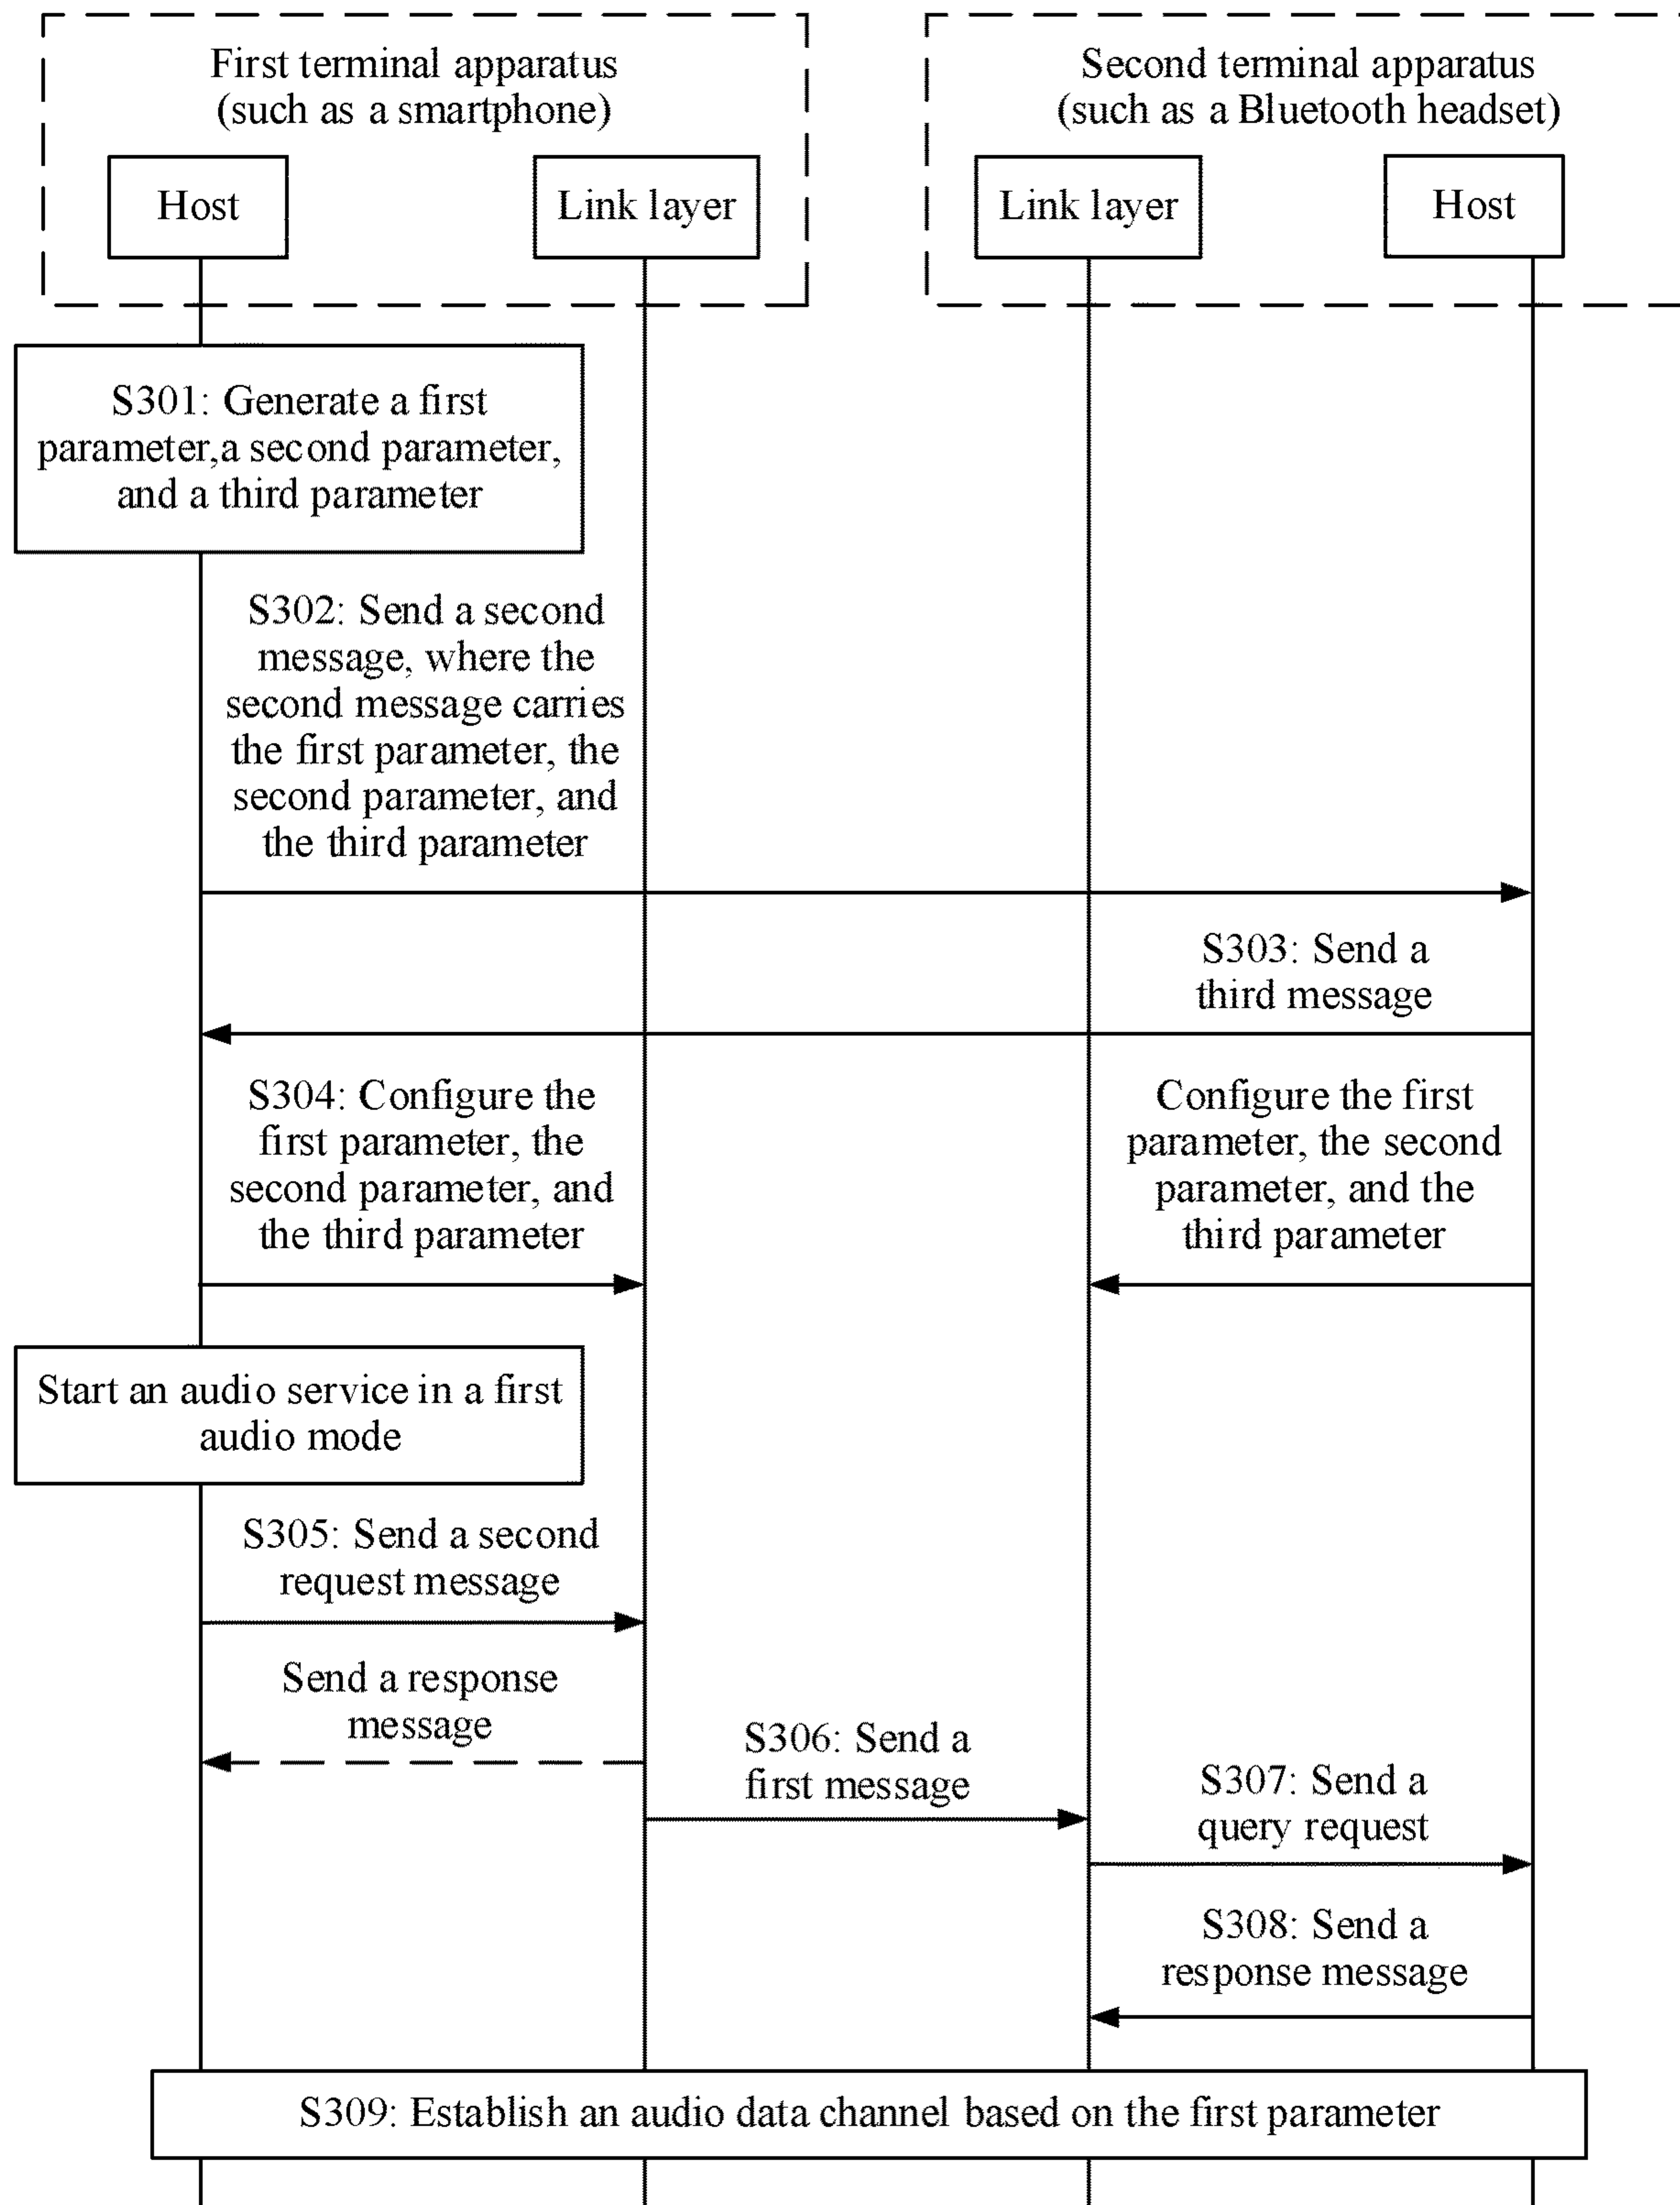 First terminal apparatus
(such as a smartphone)
Second terminal apparatus
(such as a Bluetooth headset)
Host
Link layer
Link layer
Host
S301: Generate a first
parameter,a second parameter,
and a third parameter
S302: Send a second
message, where the
second message carries
the first parameter, the
second parameter, and
the third parameter
S303: Send a
third message
S304: Configure the
first parameter, the
second parameter, and
the third parameter
Configure the first
parameter, the second
parameter, and the
third parameter
Start an audio service in a first
audio mode
S305: Send a second
request message
Send a response
message
S306: Send a
first message
S307: Send a
query request
S308: Send a
response message
S309: Establish an audio data channel based on the first parameter